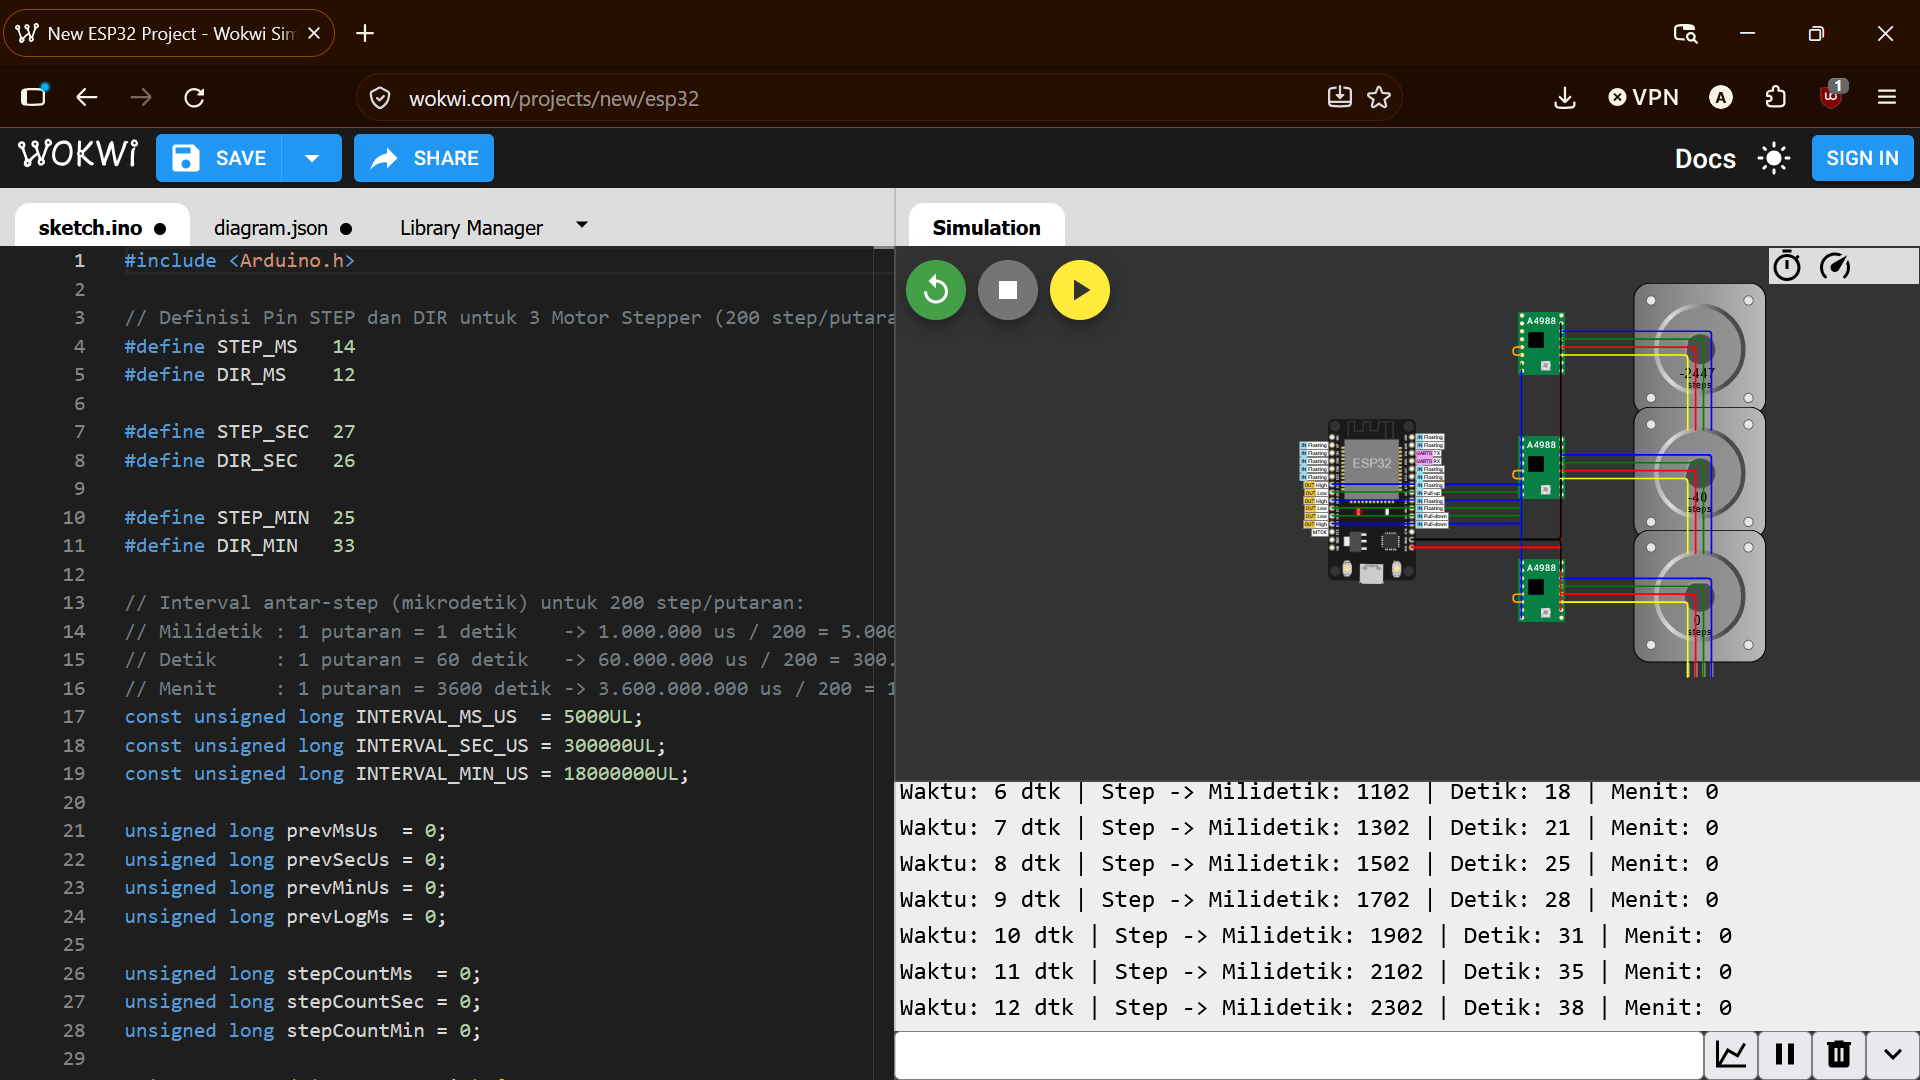 New ESP32 Project - Wokwi Sim
wokwi.com/projects/new/esp32
VPN
A
1
WOKWi
SAVE
SHARE
Docs
SIGN IN
sketch.ino
diagram.json
Library Manager
Simulation
1 #include <Arduino.h>
2
3 // Definisi Pin STEP dan DIR untuk 3 Motor Stepper (200 step/putara
4 #define STEP_MS 14
5 #define DIR_MS 12
6
7 #define STEP_SEC 27
8 #define DIR_SEC 26
9
10 #define STEP_MIN 25
11 #define DIR_MIN 33
12
13 // Interval antar-step (mikrodetik) untuk 200 step/putaran:
14 // Milidetik : 1 putaran = 1 detik -> 1.000.000 us / 200 = 5.000
15 // Detik : 1 putaran = 60 detik -> 60.000.000 us / 200 = 300.
16 // Menit : 1 putaran = 3600 detik -> 3.600.000.000 us / 200 = 1
17 const unsigned long INTERVAL_MS_US = 5000UL;
18 const unsigned long INTERVAL_SEC_US = 300000UL;
19 const unsigned long INTERVAL_MIN_US = 18000000UL;
20
21 unsigned long prevMsUs = 0;
22 unsigned long prevSecUs = 0;
23 unsigned long prevMinUs = 0;
24 unsigned long prevLogMs = 0;
25
26 unsigned long stepCountMs = 0;
27 unsigned long stepCountSec = 0;
28 unsigned long stepCountMin = 0;
29
A4988
-2447
steps
ESP32
A4988
-40
steps
A4988
0
steps
Waktu: 6 dtk | Step -> Milidetik: 1102 | Detik: 18 | Menit: 0
Waktu: 7 dtk | Step -> Milidetik: 1302 | Detik: 21 | Menit: 0
Waktu: 8 dtk | Step -> Milidetik: 1502 | Detik: 25 | Menit: 0
Waktu: 9 dtk | Step -> Milidetik: 1702 | Detik: 28 | Menit: 0
Waktu: 10 dtk | Step -> Milidetik: 1902 | Detik: 31 | Menit: 0
Waktu: 11 dtk | Step -> Milidetik: 2102 | Detik: 35 | Menit: 0
Waktu: 12 dtk | Step -> Milidetik: 2302 | Detik: 38 | Menit: 0